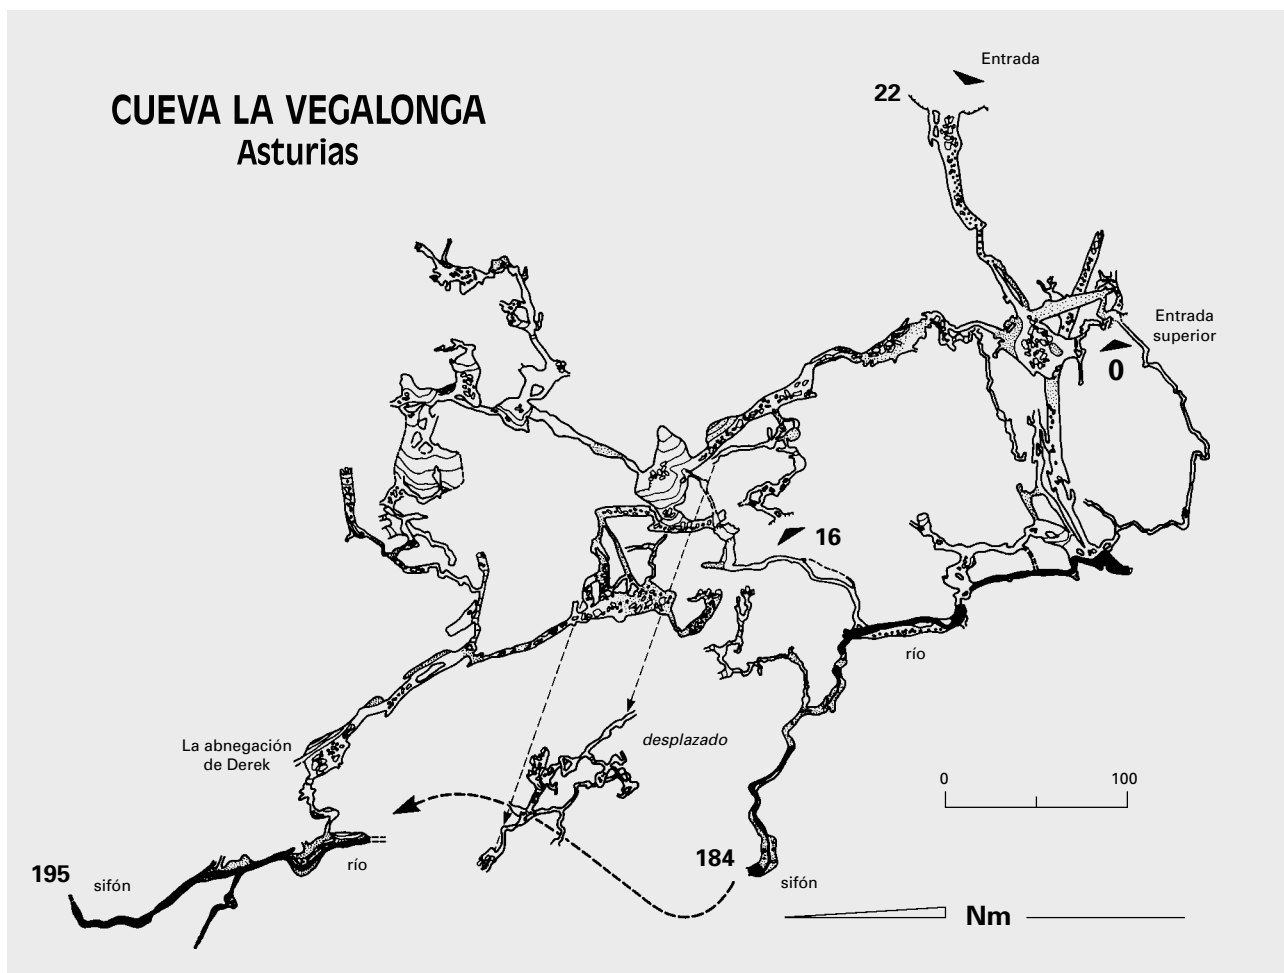 CUEVA LA VEGALONGA
Asturias
Entrada
22
Entrada
superior
0
16
río
desplazado
La abnegación
de Derek
0 100
184
sifón
río
195
sifón
Nm